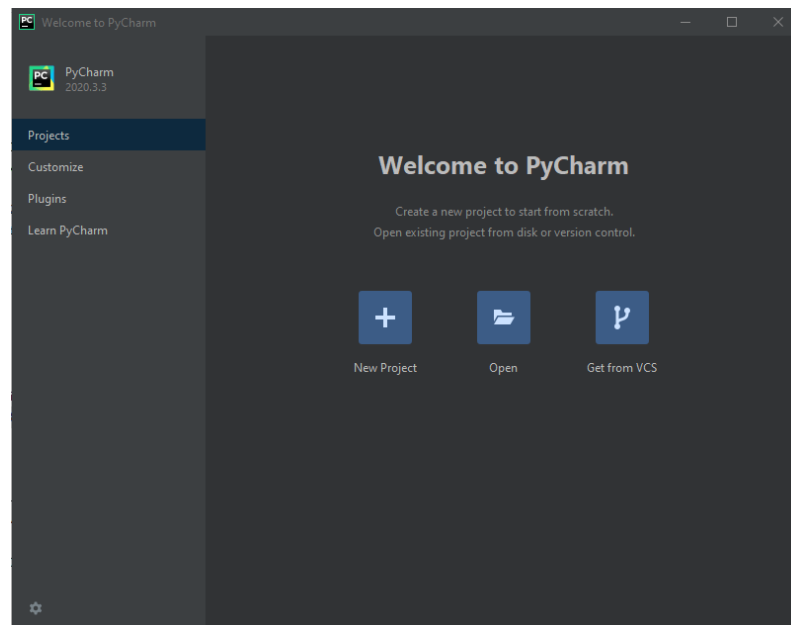 Welcome to PyCharm
PC
PyCharm
2020.3.3
Projects
Customize
Plugins
Learn PyCharm
Welcome to PyCharm
Create a new project to start from scratch.
Open existing project from disk or version control.
New Project Open Get from VCS